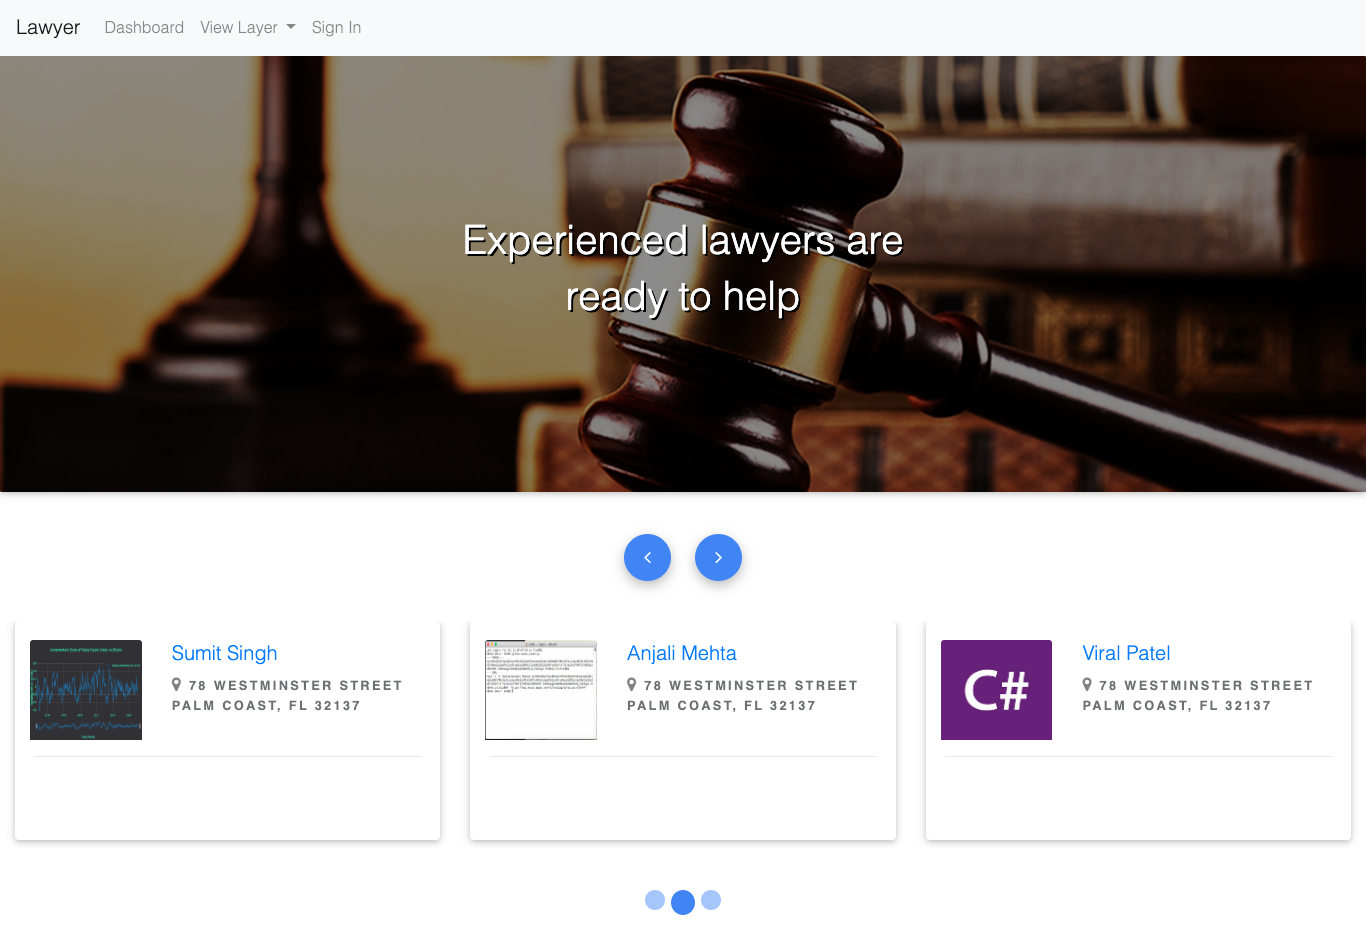 Lawyer Dashboard View Layer Sign In
Experienced lawyers are
ready to help
Sumit Singh
78 WESTMINSTER STREET
PALM COAST, FL 32137
Anjali Mehta
78 WESTMINSTER STREET
PALM COAST, FL 32137
C#
Viral Patel
78 WESTMINSTER STREET
PALM COAST, FL 32137